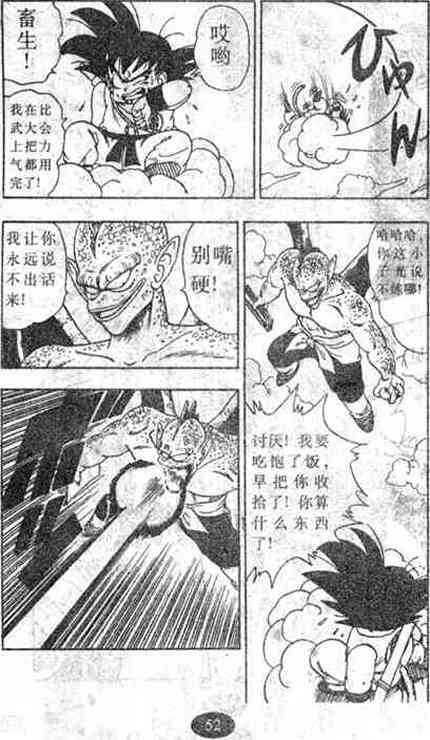 ひゅん
哎哟
畜生！
我在比
武大会
上把力
气都用
完了！
哈哈哈，
你这小
子光说
不练哪！
讨厌！我要
吃饱了饭，
早把你收
拾了！你算
什么东西
了！
别嘴
硬！
我让你
永远说
不出话
来！
52